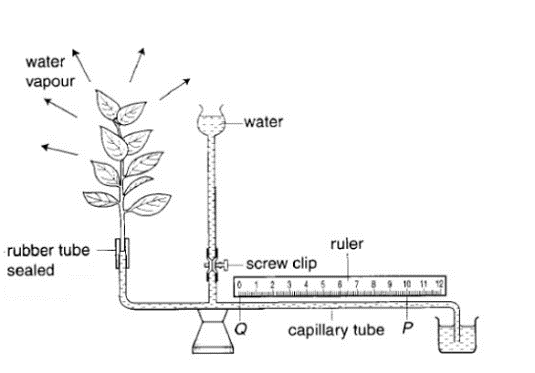 water
vapour
water
rubber tube
sealed
screw clip
ruler
0 1 2 3 4 5 6 7 8 9 10 11 12
Q
capillary tube
P